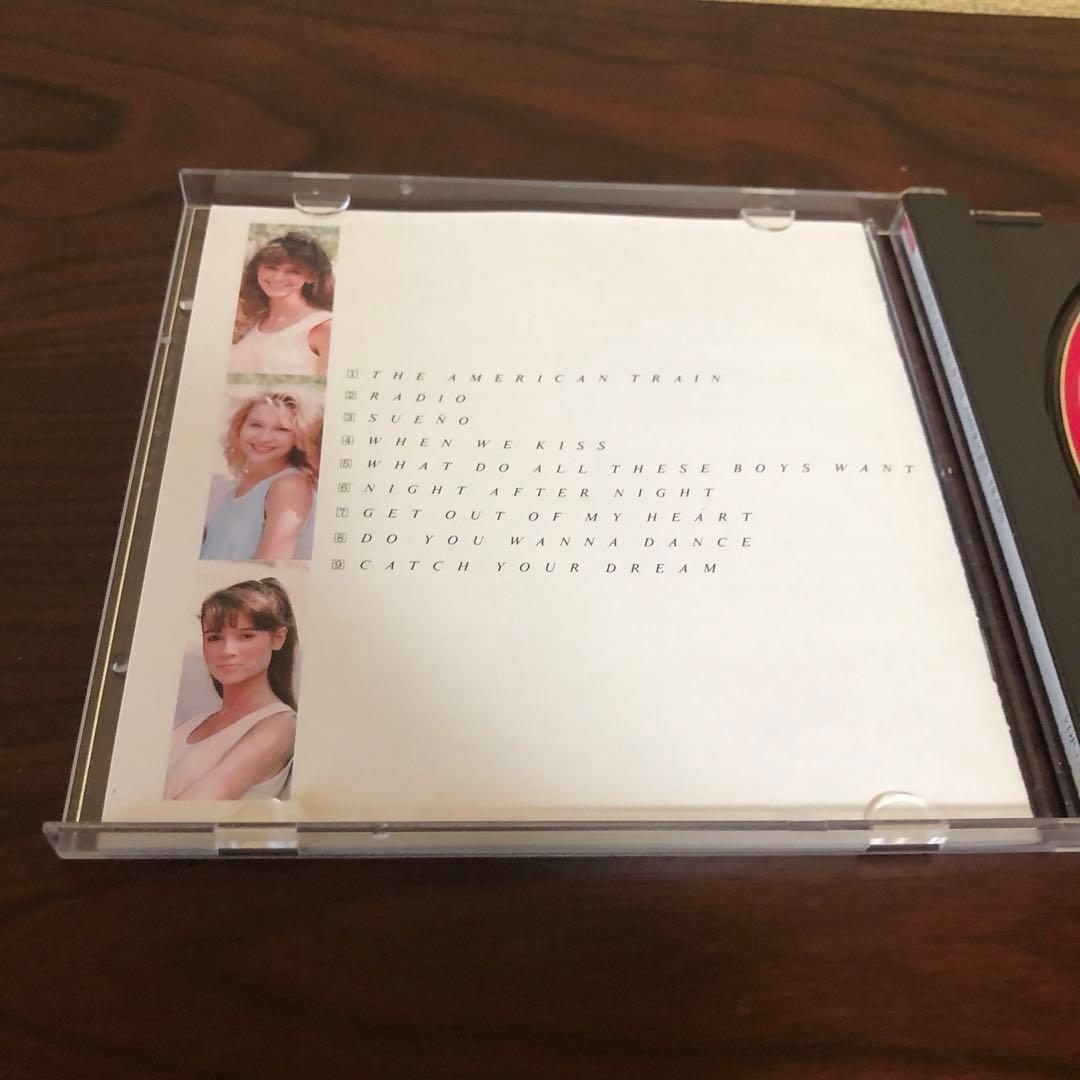 1 THE AMERICAN TRAIN
2 RADIO
3 SUEÑO
4 WHEN WE KISS
5 WHAT DO ALL THESE BOYS WANT
6 NIGHT AFTER NIGHT
7 GET OUT OF MY HEART
8 DO YOU WANNA DANCE
9 CATCH YOUR DREAM